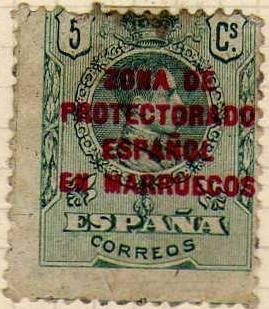 5 Cs.
ZONA DE
PROTECTORADO
ESPAÑOL
EN MARRUECOS
ESPAÑA
CORREOS